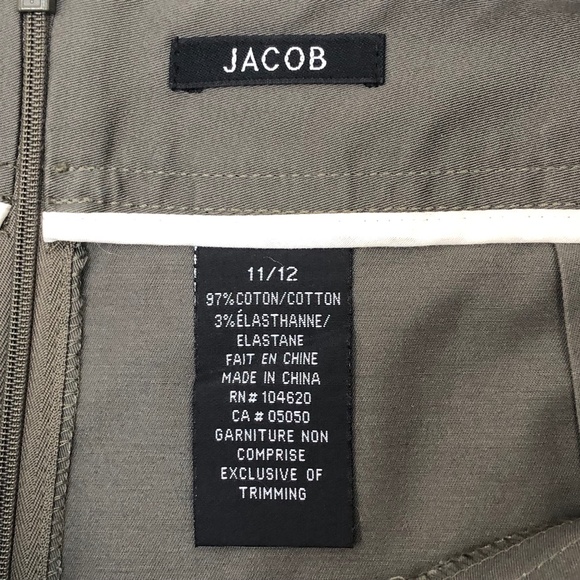 JACOB
11/12
97%COTON/COTTON
3%ÉLASTHANNE/
ELASTANE
FAIT EN CHINE
MADE IN CHINA
RN# 104620
CA # 05050
GARNITURE NON
COMPRISE
EXCLUSIVE OF
TRIMMING